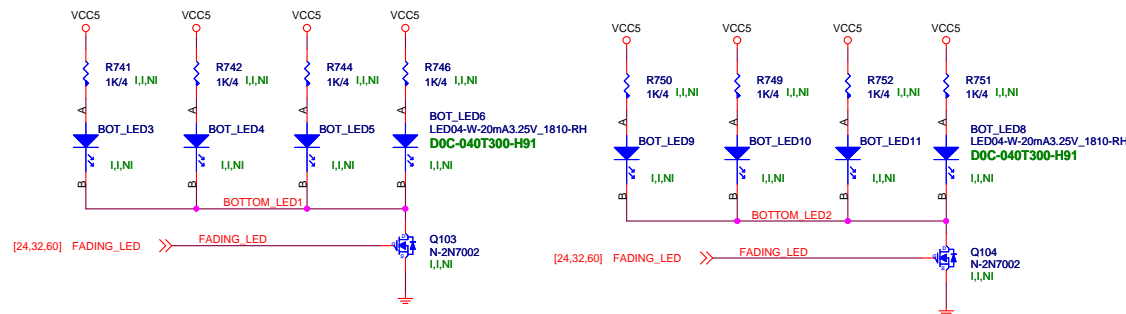 VCC5 VCC5 VCC5 VCC5
R741 1K/4 I,I,NI
R742 1K/4 I,I,NI
R744 1K/4 I,I,NI
R746 1K/4 I,I,NI
A A A A
BOT_LED3 I,I,NI
BOT_LED4 I,I,NI
BOT_LED5 I,I,NI
BOT_LED6
LED04-W-20mA3.25V_1810-RH
D0C-040T300-H91
I,I,NI
B B B B
BOTTOM_LED1
[24,32,60] FADING_LED FADING_LED
G D S
Q103
N-2N7002
I,I,NI
VCC5 VCC5 VCC5 VCC5
R750 1K/4 I,I,NI
R749 1K/4 I,I,NI
R752 1K/4 I,I,NI
R751 1K/4 I,I,NI
A A A A
BOT_LED9 I,I,NI
BOT_LED10 I,I,NI
BOT_LED11 I,I,NI
BOT_LED8
LED04-W-20mA3.25V_1810-RH
D0C-040T300-H91
I,I,NI
B B B B
BOTTOM_LED2
[24,32,60] FADING_LED FADING_LED
G D S
Q104
N-2N7002
I,I,NI